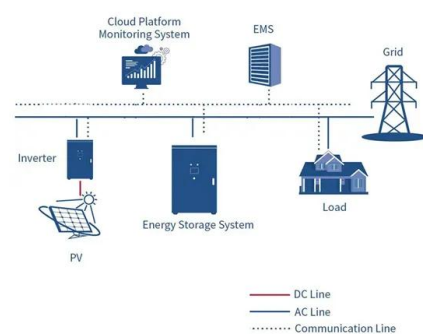 Cloud Platform
Monitoring System
EMS
Grid
Inverter
Energy Storage System
Load
PV
DC Line
AC Line
Communication Line